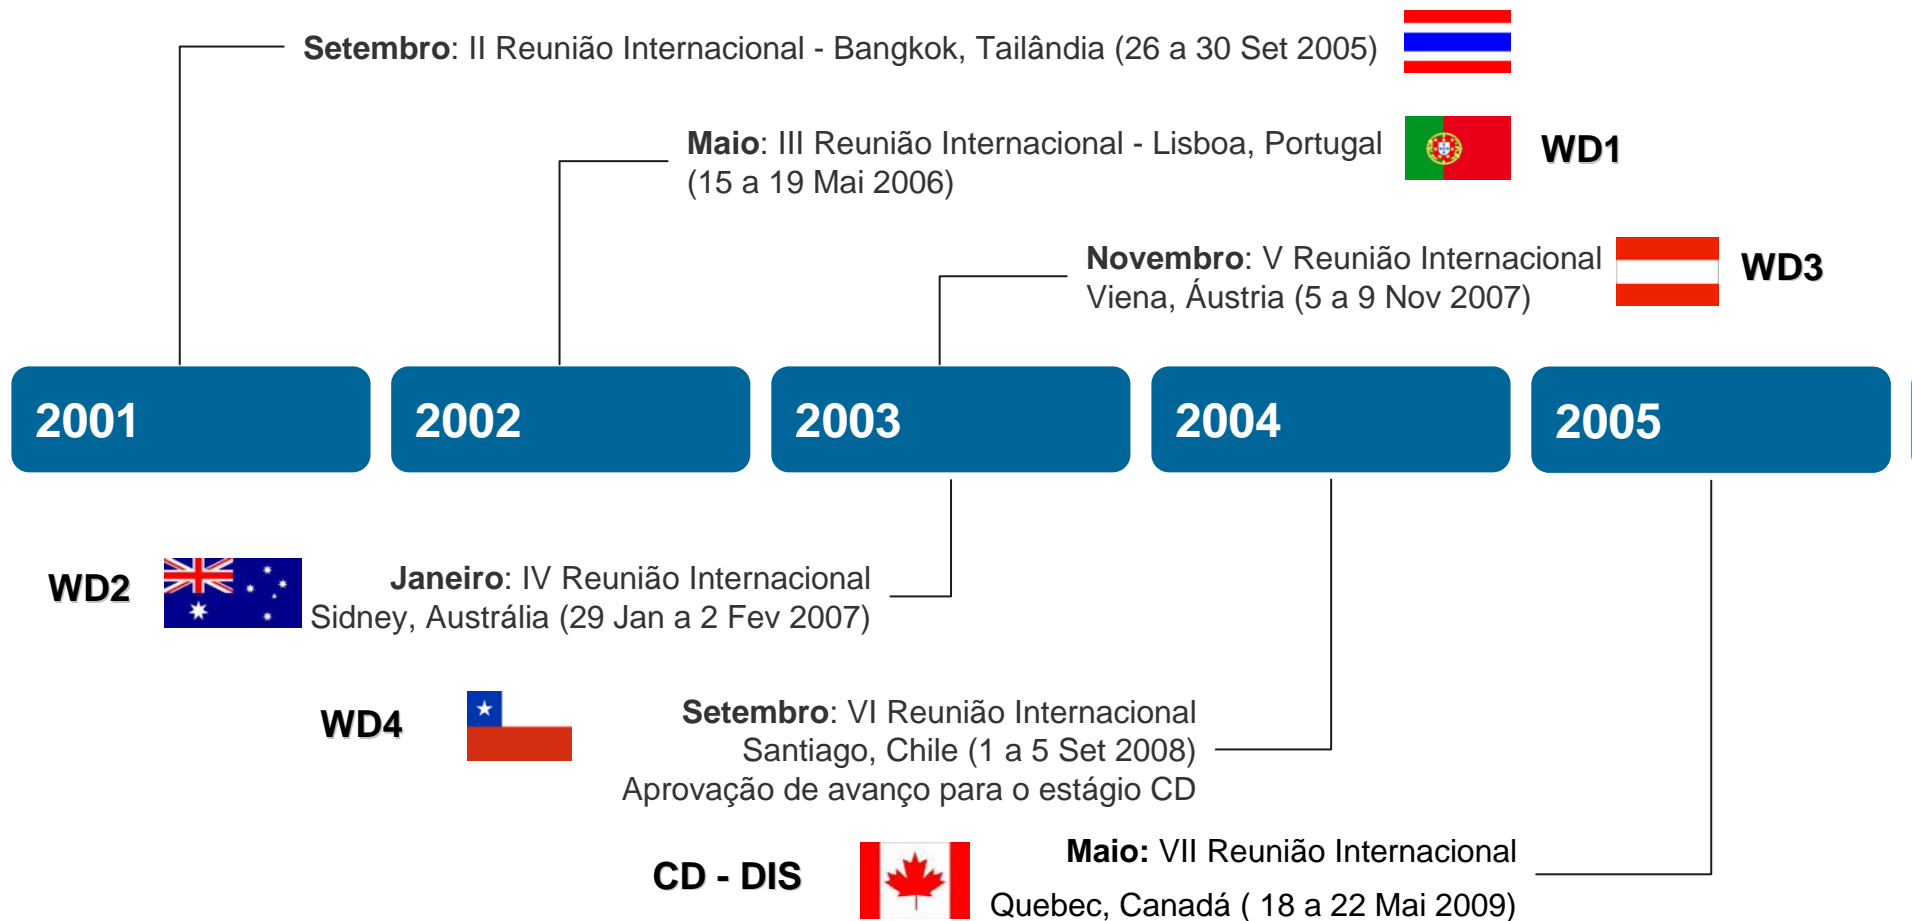 Setembro: II Reunião Internacional - Bangkok, Tailândia (26 a 30 Set 2005)
Maio: III Reunião Internacional - Lisboa, Portugal
(15 a 19 Mai 2006)
WD1
Novembro: V Reunião Internacional
Viena, Áustria (5 a 9 Nov 2007)
WD3
2001
2002
2003
2004
2005
WD2
Janeiro: IV Reunião Internacional
Sidney, Austrália (29 Jan a 2 Fev 2007)
WD4
Setembro: VI Reunião Internacional
Santiago, Chile (1 a 5 Set 2008)
Aprovação de avanço para o estágio CD
CD - DIS
Maio: VII Reunião Internacional
Quebec, Canadá ( 18 a 22 Mai 2009)